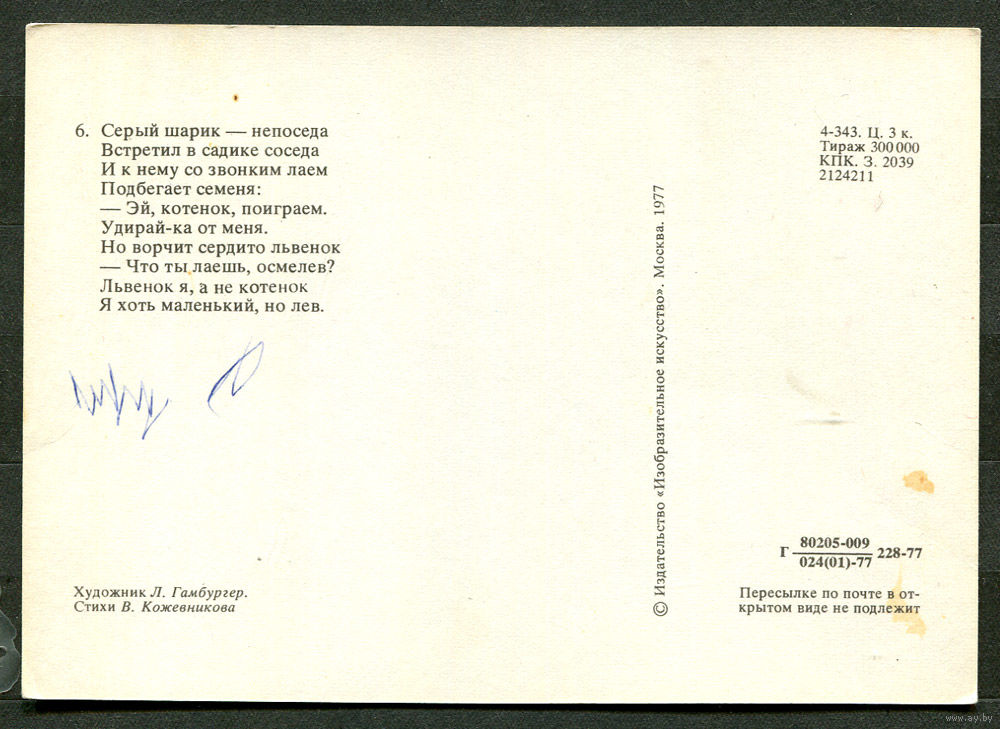 6. Серый шарик — непоседа
Встретил в садике соседа
И к нему со звонким лаем
Подбегает семеня:
— Эй, котенок, поиграем.
Удирай-ка от меня.
Но ворчит сердито львенок
— Что ты лаешь, осмелев?
Львенок я, а не котенок
Я хоть маленький, но лев.
Художник Л. Гамбургер.
Стихи В. Кожевникова
© Издательство «Изобразительное искусство». Москва. 1977
4-343. Ц. 3 к.
Тираж 300 000
КПК. З. 2039
2124211
Г 80205-009
024(01)-77 228-77
Пересылке по почте в от-
крытом виде не подлежит
www.ay.by